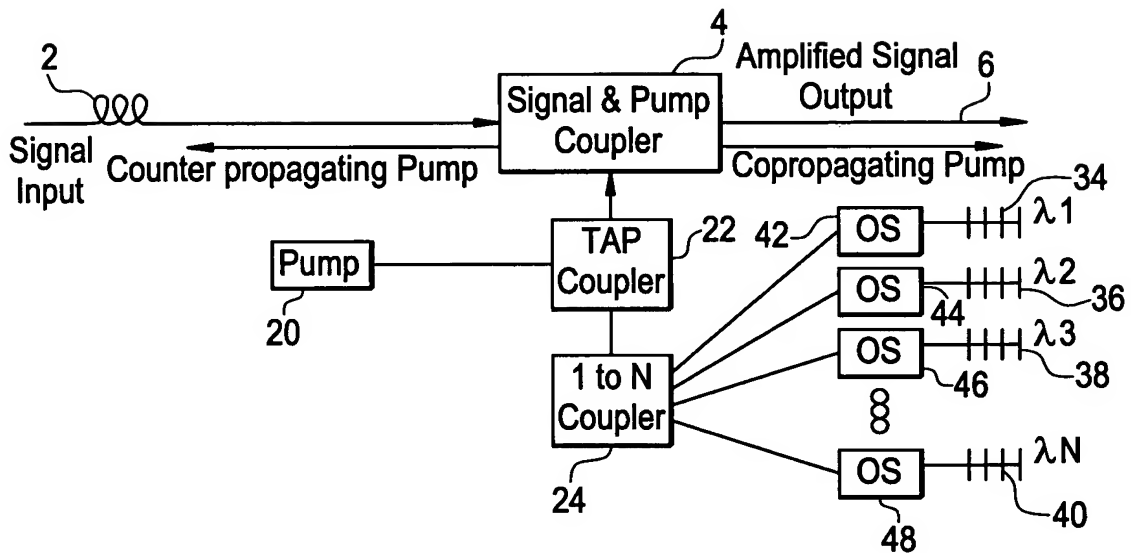 2
4
Amplified Signal
Output
6
Signal & Pump
Coupler
Signal
Input
Counter propagating Pump
Copropagating Pump
34
TAP
Coupler
22
42
OS
λ1
Pump
20
OS
44
λ2
36
1 to N
Coupler
24
OS
46
λ3
38
OS
48
λN
40